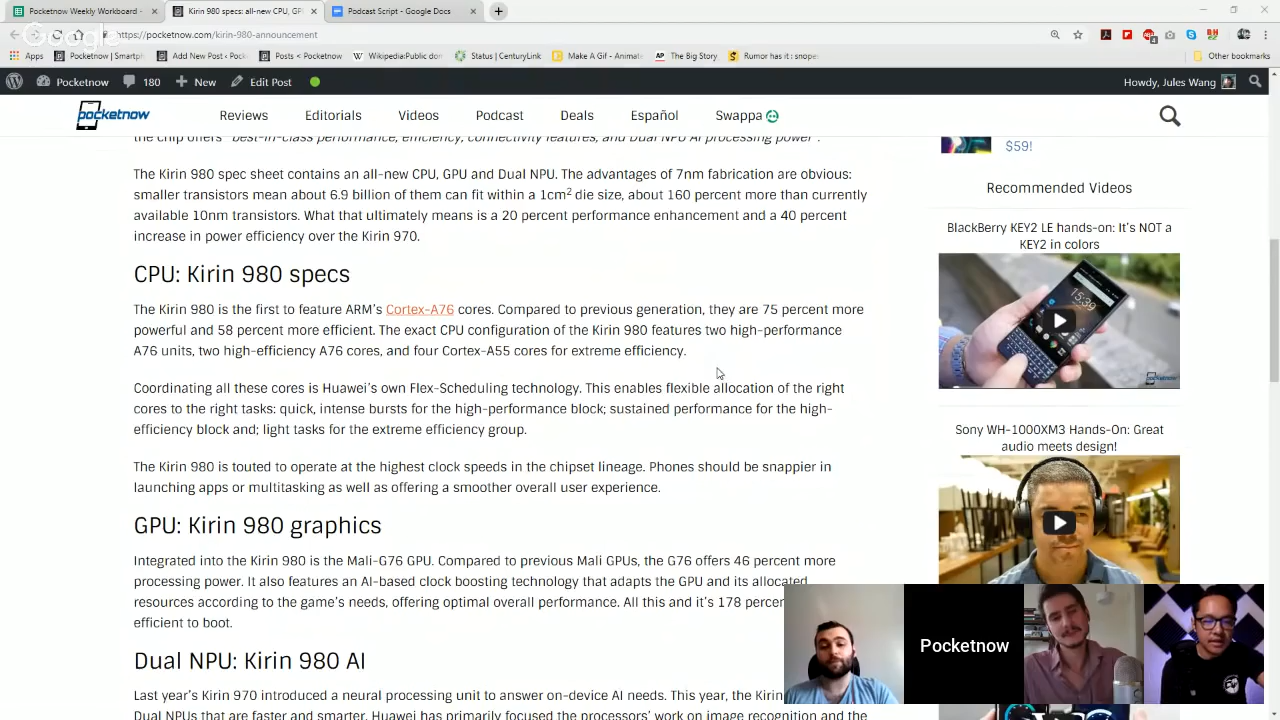 Pocketnow Weekly Workboard -
Kirin 980 specs: all-new CPU, GPU
Podcast Script - Google Docs
Google
https://pocketnow.com/kirin-980-announcement
Apps
Pocketnow | Smartph
Add New Post ‹ Pock
Posts ‹ Pocketnow
Wikipedia:Public don
Status | CenturyLink
Make A Gif - Animate
AP The Big Story
Rumor has it : snope
Other bookmarks
Pocketnow
180
New
Edit Post
Howdy, Jules Wang
pocketnow
Reviews
Editorials
Videos
Podcast
Deals
Español
Swappa
the chip offers "best-in-class performance, efficiency, connectivity features, and Dual NPU AI processing power".
The Kirin 980 spec sheet contains an all-new CPU, GPU and Dual NPU. The advantages of 7nm fabrication are obvious:
smaller transistors mean about 6.9 billion of them can fit within a 1cm² die size, about 160 percent more than currently
available 10nm transistors. What that ultimately means is a 20 percent performance enhancement and a 40 percent
increase in power efficiency over the Kirin 970.
CPU: Kirin 980 specs
The Kirin 980 is the first to feature ARM's Cortex-A76 cores. Compared to previous generation, they are 75 percent more
powerful and 58 percent more efficient. The exact CPU configuration of the Kirin 980 features two high-performance
A76 units, two high-efficiency A76 cores, and four Cortex-A55 cores for extreme efficiency.
Coordinating all these cores is Huawei's own Flex-Scheduling technology. This enables flexible allocation of the right
cores to the right tasks: quick, intense bursts for the high-performance block; sustained performance for the high-
efficiency block and; light tasks for the extreme efficiency group.
The Kirin 980 is touted to operate at the highest clock speeds in the chipset lineage. Phones should be snappier in
launching apps or multitasking as well as offering a smoother overall user experience.
GPU: Kirin 980 graphics
Integrated into the Kirin 980 is the Mali-G76 GPU. Compared to previous Mali GPUs, the G76 offers 46 percent more
processing power. It also features an AI-based clock boosting technology that adapts the GPU and its allocated
resources according to the game's needs, offering optimal overall performance. All this and it's 178 percen
efficient to boot.
Dual NPU: Kirin 980 AI
Last year's Kirin 970 introduced a neural processing unit to answer on-device AI needs. This year, the Kirin
Dual NPUs that are faster and smarter. Huawei has primarily focused the processors' work on image recognition and the
$59!
Recommended Videos
BlackBerry KEY2 LE hands-on: It's NOT a
KEY2 in colors
15:39
pocketnow
Sony WH-1000XM3 Hands-On: Great
audio meets design!
Pocketnow